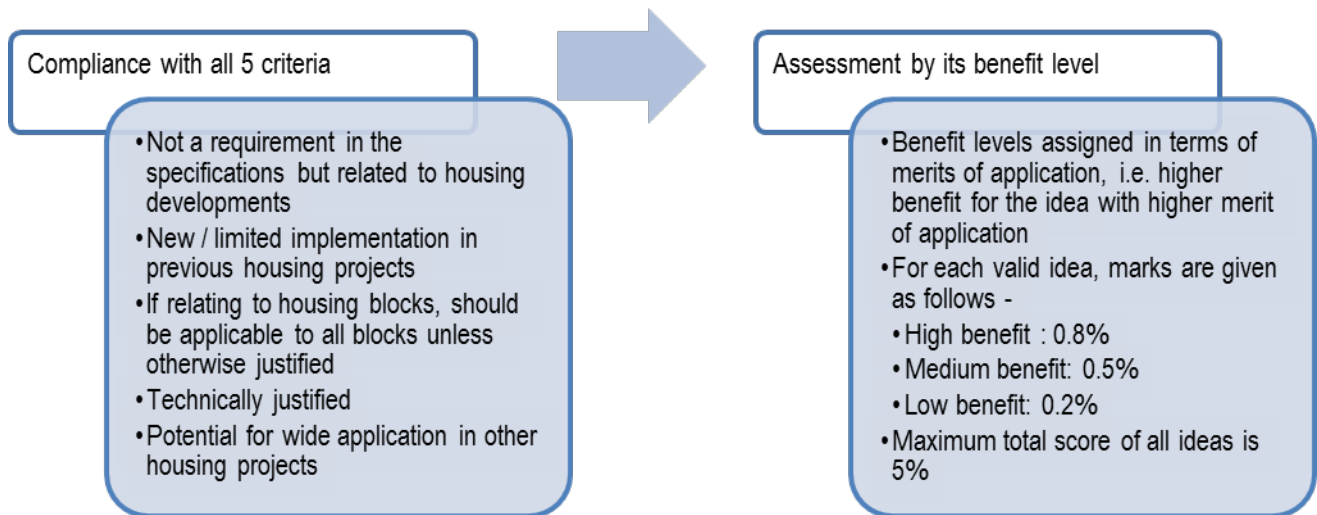 Compliance with all 5 criteria
•Not a requirement in the
specifications but related to housing
developments
•New / limited implementation in
previous housing projects
•If relating to housing blocks, should
be applicable to all blocks unless
otherwise justified
•Technically justified
•Potential for wide application in other
housing projects
Assessment by its benefit level
•Benefit levels assigned in terms of
merits of application, i.e. higher
benefit for the idea with higher merit
of application
•For each valid idea, marks are given
as follows -
•High benefit : 0.8%
•Medium benefit: 0.5%
•Low benefit: 0.2%
•Maximum total score of all ideas is
5%